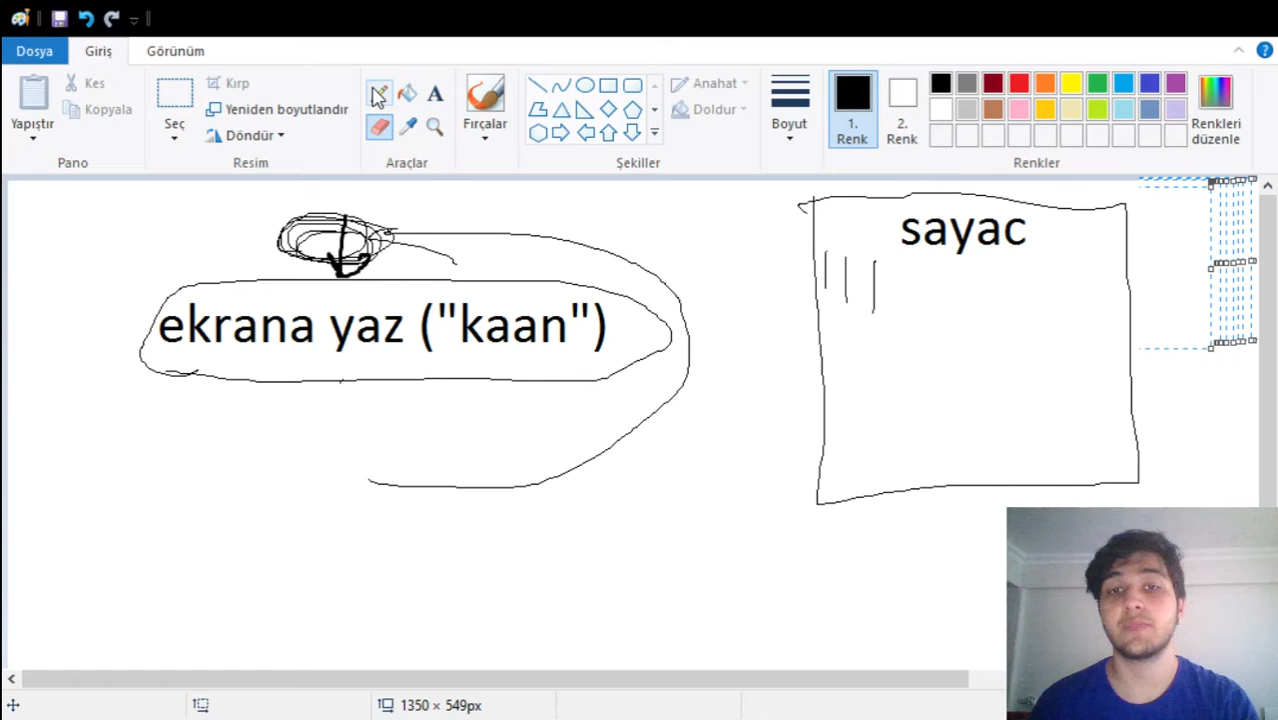 Dosya Giriş Görünüm
Yapıştır
Kes
Kopyala
Pano
Seç
Kırp
Yeniden boyutlandır
Döndür
Resim
A
Araçlar
Fırçalar
Anahat
Doldur
Şekiller
Boyut
1.
Renk
2.
Renk
Renkleri
düzenle
Renkler
sayac
ekrana yaz ("kaan")
1350 × 549px